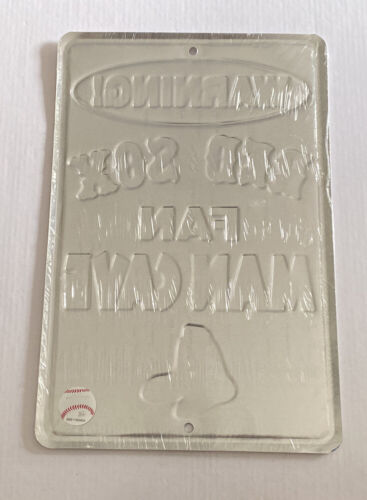 WARNING!
RED SOX
FAN
MAN CAVE